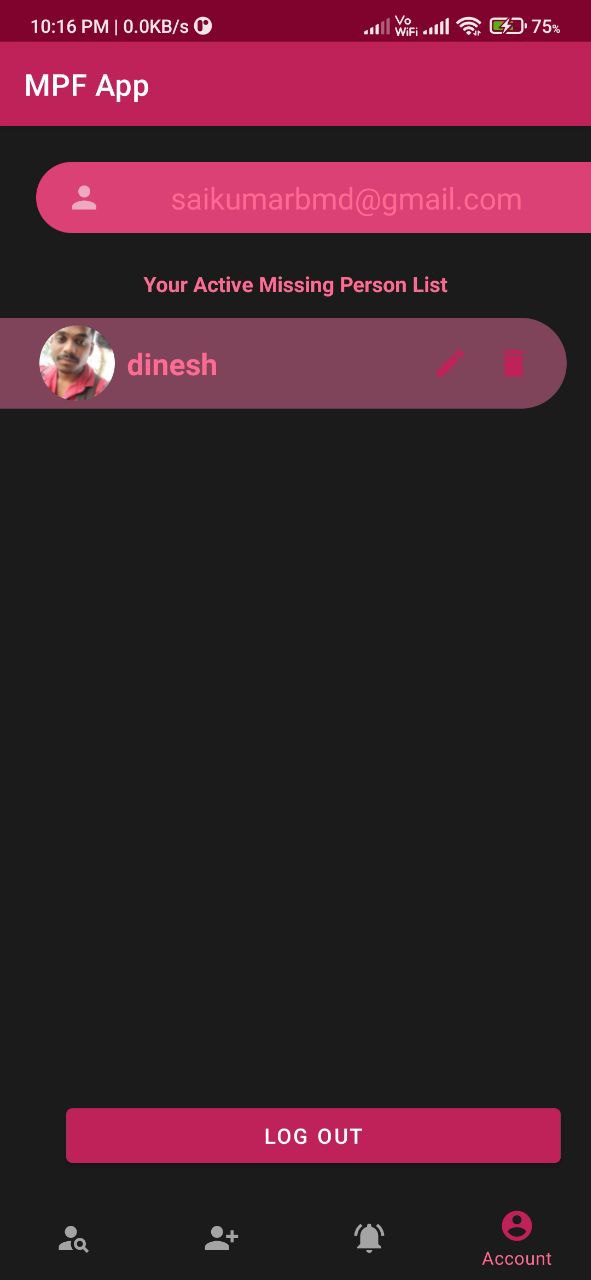 10:16 PM | 0.0KB/s Vo WiFi 75%
MPF App
saikumarbmd@gmail.com
Your Active Missing Person List
dinesh
LOG OUT
Account